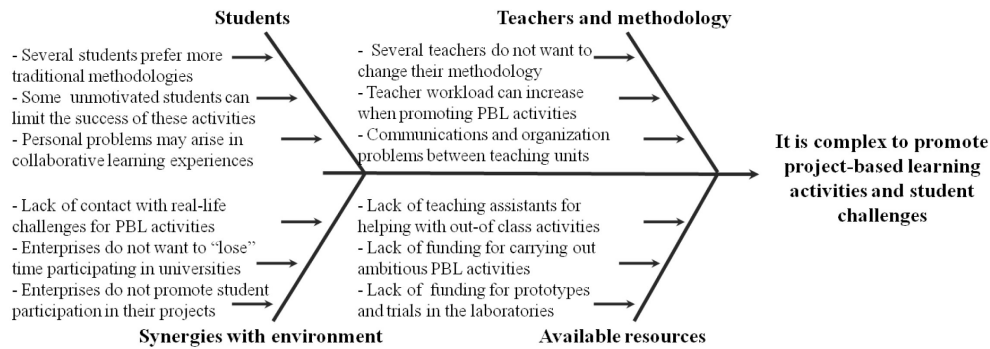 Students
- Several students prefer more
traditional methodologies
- Some unmotivated students can
limit the success of these activities
- Personal problems may arise in
collaborative learning experiences
Teachers and methodology
- Several teachers do not want to
change their methodology
- Teacher workload can increase
when promoting PBL activities
- Communications and organization
problems between teaching units
It is complex to promote
project-based learning
activities and student
challenges
- Lack of contact with real-life
challenges for PBL activities
- Enterprises do not want to “lose”
time participating in universities
- Enterprises do not promote student
participation in their projects
Synergies with environment
- Lack of teaching assistants for
helping with out-of class activities
- Lack of funding for carrying out
ambitious PBL activities
- Lack of funding for prototypes
and trials in the laboratories
Available resources